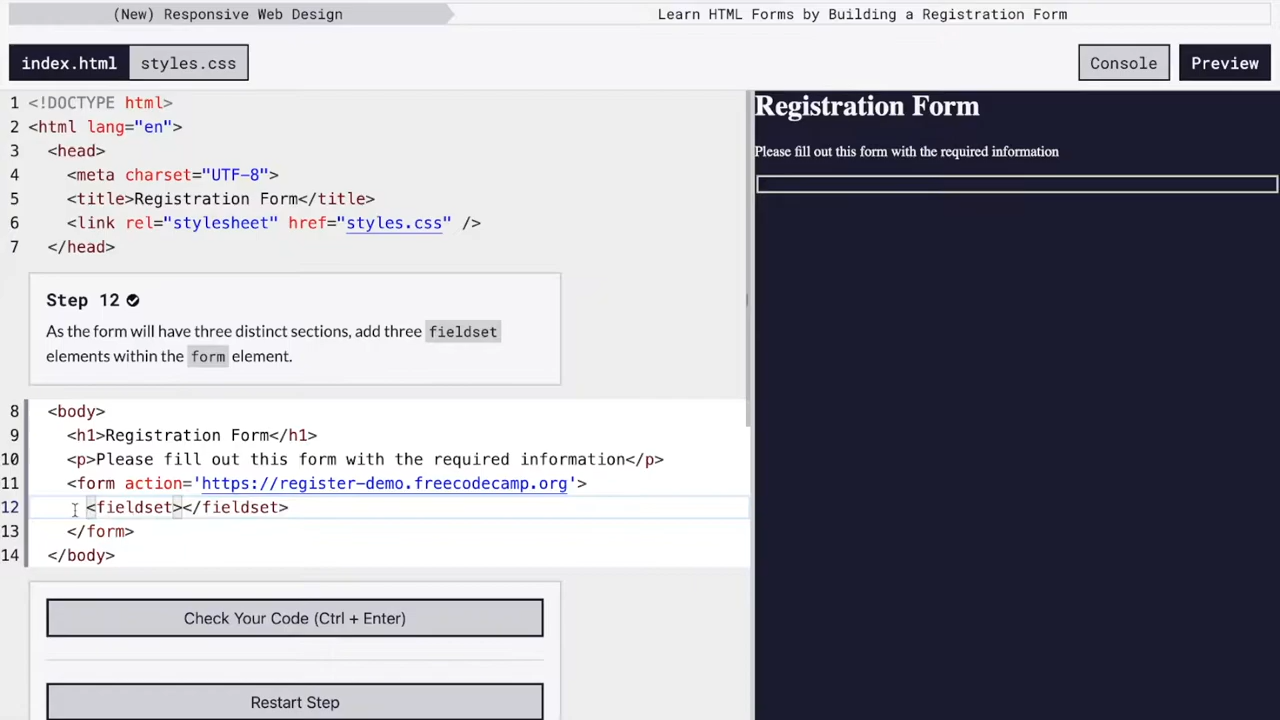 (New) Responsive Web Design
Learn HTML Forms by Building a Registration Form
index.html
styles.css
Console
Preview
1 <!DOCTYPE html>
2 <html lang="en">
3 <head>
4 <meta charset="UTF-8">
5 <title>Registration Form</title>
6 <link rel="stylesheet" href="styles.css" />
7 </head>
Step 12
As the form will have three distinct sections, add three fieldset
elements within the form element.
8 <body>
9 <h1>Registration Form</h1>
10 <p>Please fill out this form with the required information</p>
11 <form action='https://register-demo.freecodecamp.org'>
12 <fieldset></fieldset>
13 </form>
14 </body>
Check Your Code (Ctrl + Enter)
Restart Step
Registration Form
Please fill out this form with the required information